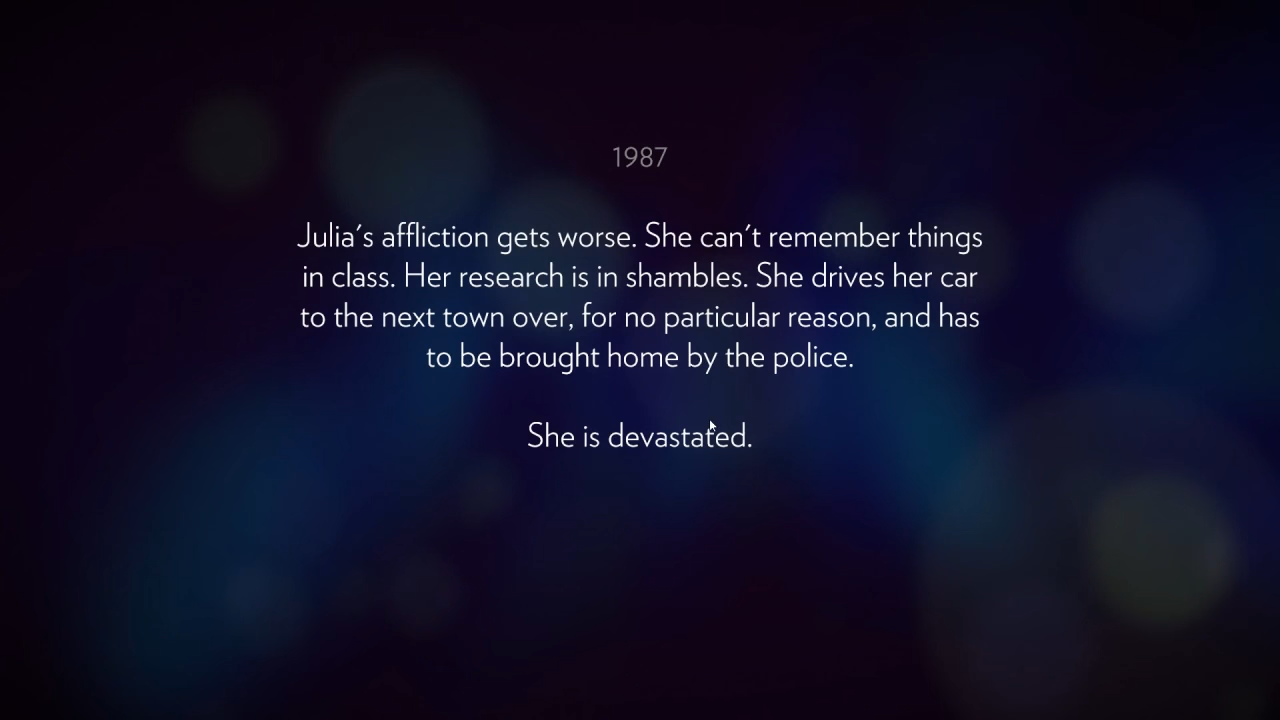 1987
Julia's affliction gets worse. She can't remember things
in class. Her research is in shambles. She drives her car
to the next town over, for no particular reason, and has
to be brought home by the police.
She is devastated.